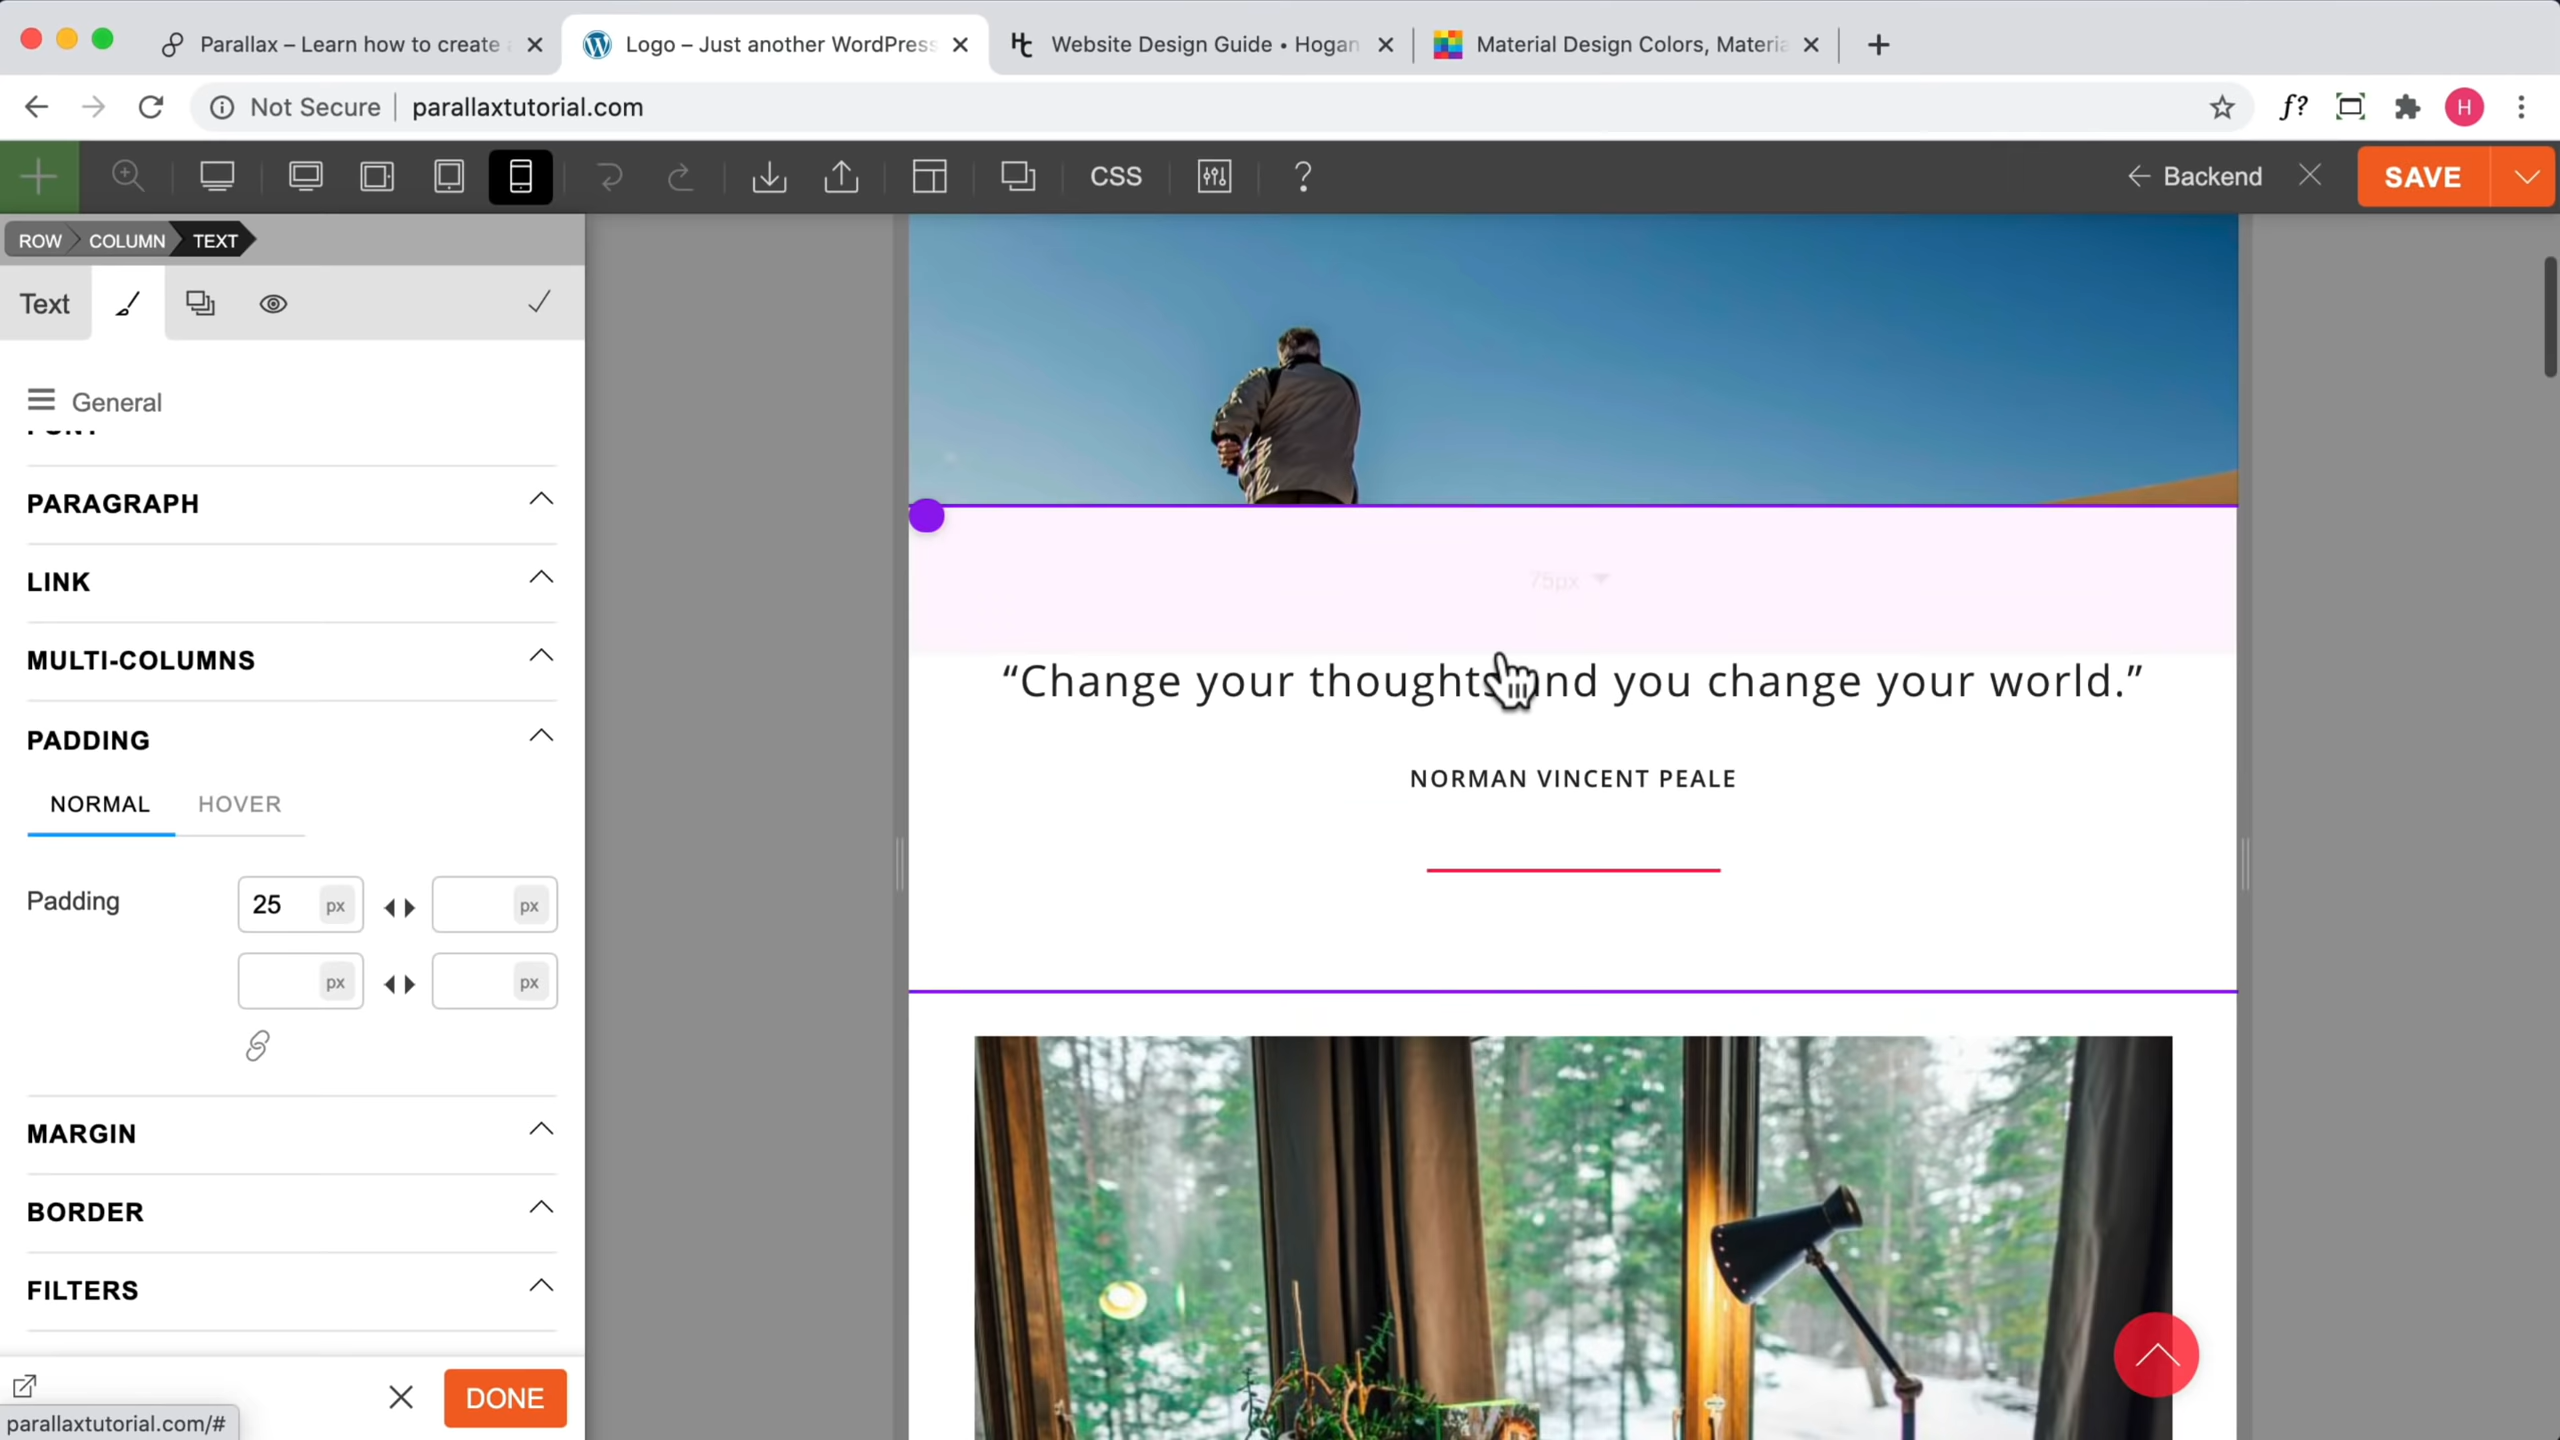 Parallax – Learn how to create a
Logo – Just another WordPress
Hc Website Design Guide • Hogan
Material Design Colors, Materia
Not Secure parallaxtutorial.com
f?
H
CSS
?
Backend
SAVE
ROW
COLUMN
TEXT
Text
General
FONT
PARAGRAPH
LINK
MULTI-COLUMNS
PADDING
NORMAL
HOVER
Padding
25 px
px
px
px
MARGIN
BORDER
FILTERS
DONE
parallaxtutorial.com/#
75px
“Change your thoughts and you change your world.”
NORMAN VINCENT PEALE